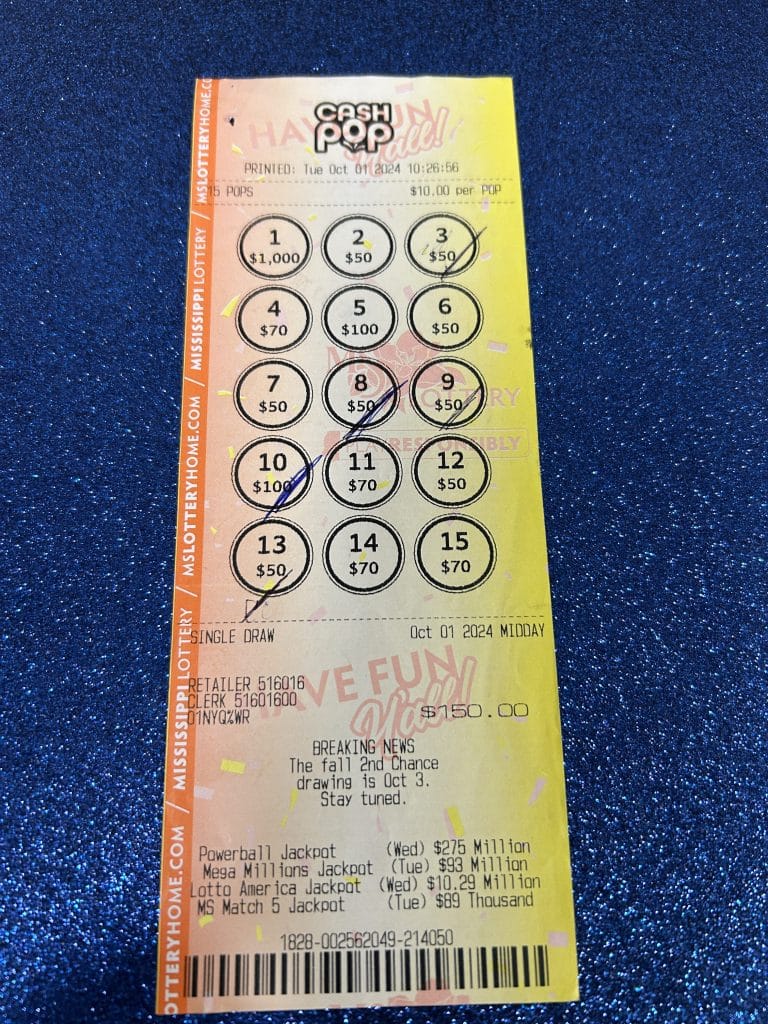 CASH
POP
HAVE FUN
Y'all!
PRINTED: Tue Oct 01 2024 10:26:56
15 POPS $10.00 per POP
1 2 3
$1,000 $50 $50
4 5 6
$70 $100 $50
7 8 9
$50 $50 $50
10 11 12
$100 $70 $50
13 14 15
$50 $70 $70
SINGLE DRAW Oct 01 2024 MIDDAY
RETAILER 516016
CLERK 51601600
01NYQ%WR $150.00
HAVE FUN
Y'all!
BREAKING NEWS
The fall 2nd Chance
drawing is Oct 3.
Stay tuned.
Powerball Jackpot (Wed) $275 Million
Mega Millions Jackpot (Tue) $93 Million
Lotto America Jackpot (Wed) $10.29 Million
MS Match 5 Jackpot (Tue) $89 Thousand
1828-002562049-214050
OTTERYHOME.COM / MISSISSIPPI LOTTERY / MSLOTTERYHOME.COM / MISSISSIPPI LOTTERY / MSLOTTERYHOME.CO